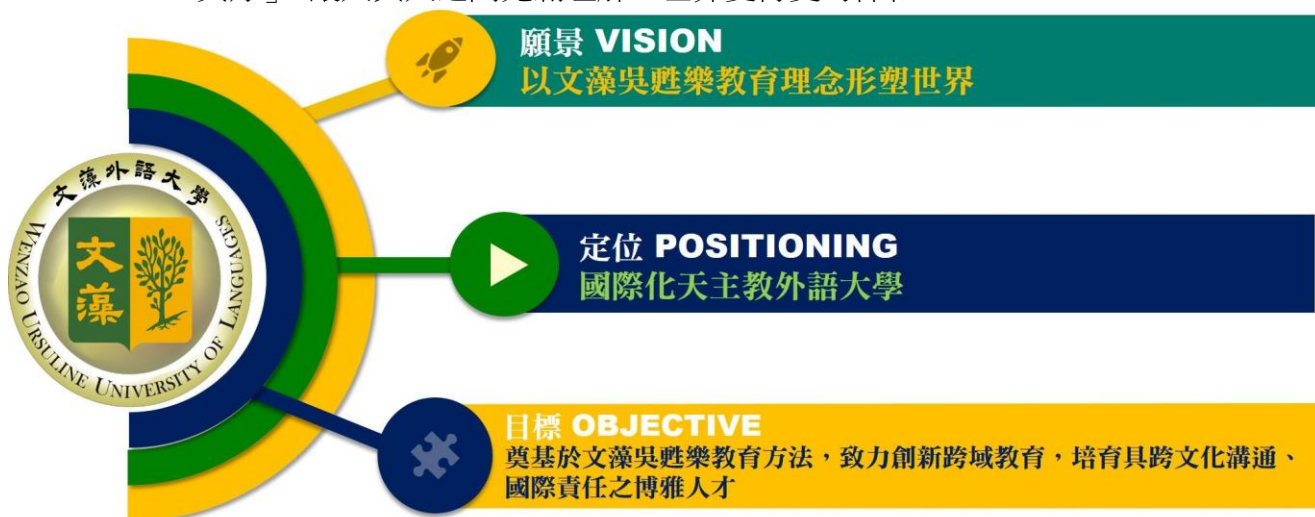 願景 VISION
以文藻吳甦樂教育理念形塑世界
文藻外語大學
文藻
WENZAO URSULINE UNIVERSITY OF LANGUAGES
定位 POSITIONING
國際化天主教外語大學
目標 OBJECTIVE
奠基於文藻吳甦樂教育方法，致力創新跨域教育，培育具跨文化溝通、
國際責任之博雅人才